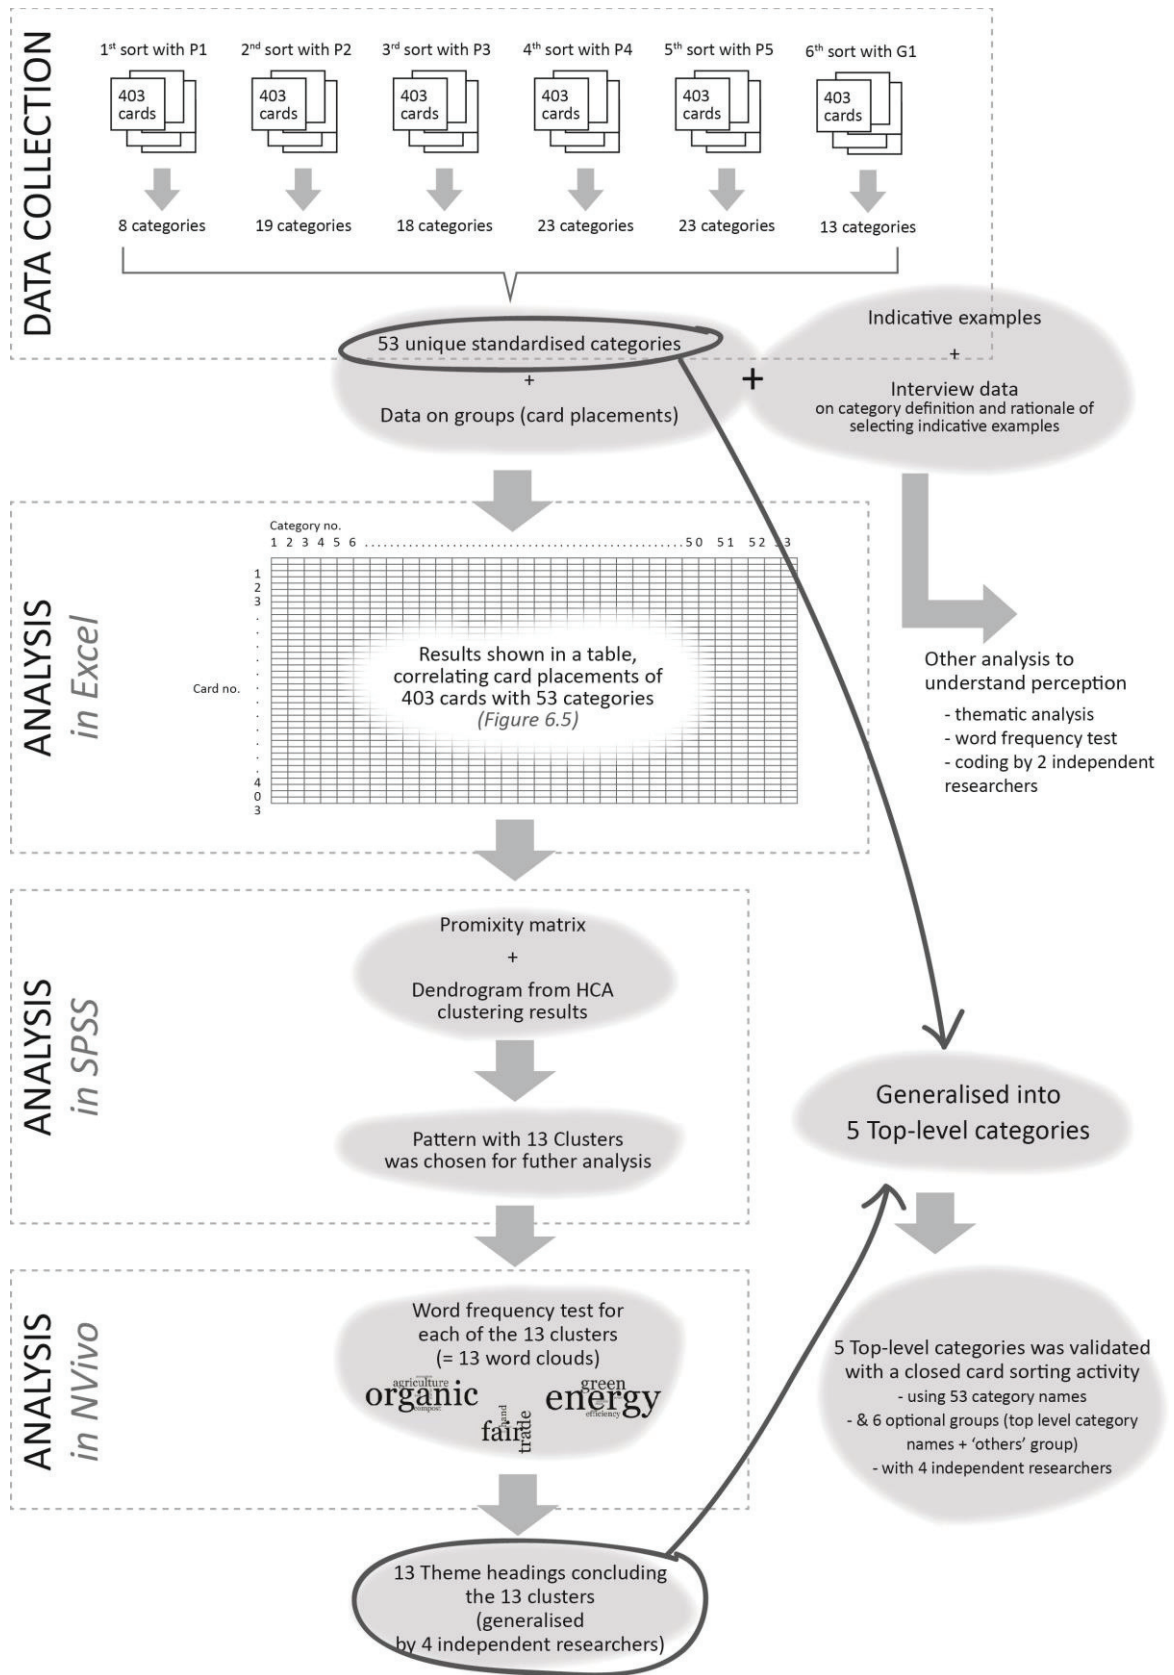 DATA COLLECTION
1st sort with P1
2nd sort with P2
3rd sort with P3
4th sort with P4
5th sort with P5
6th sort with G1
403
cards
403
cards
403
cards
403
cards
403
cards
403
cards
8 categories
19 categories
18 categories
23 categories
23 categories
13 categories
53 unique standardised categories
+
Data on groups (card placements)
+
Indicative examples
+
Interview data
on category definition and rationale of
selecting indicative examples
ANALYSIS
in Excel
Category no.
1 2 3 4 5 6 ........................................................ 50 51 52 53
1
2
3
.
.
.
.
Card no.
.
.
.
.
.
4
0
3
Results shown in a table,
correlating card placements of
403 cards with 53 categories
(Figure 6.5)
Other analysis to
understand perception
- thematic analysis
- word frequency test
- coding by 2 independent
researchers
ANALYSIS
in SPSS
Promixity matrix
+
Dendrogram from HCA
clustering results
Pattern with 13 Clusters
was chosen for futher analysis
Generalised into
5 Top-level categories
ANALYSIS
in NVivo
Word frequency test for
each of the 13 clusters
(= 13 word clouds)
agriculture
organic
compost
fair
hand
trade
green
energy
efficiency
5 Top-level categories was validated
with a closed card sorting activity
- using 53 category names
- & 6 optional groups (top level category
names + ‘others’ group)
- with 4 independent researchers
13 Theme headings concluding
the 13 clusters
(generalised
by 4 independent researchers)